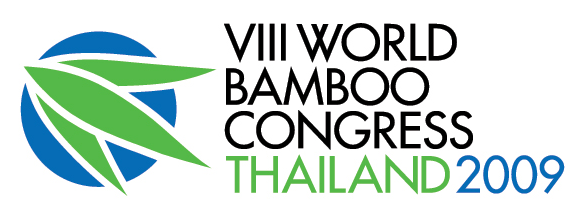 VIII WORLD
BAMBOO
CONGRESS
THAILAND 2009